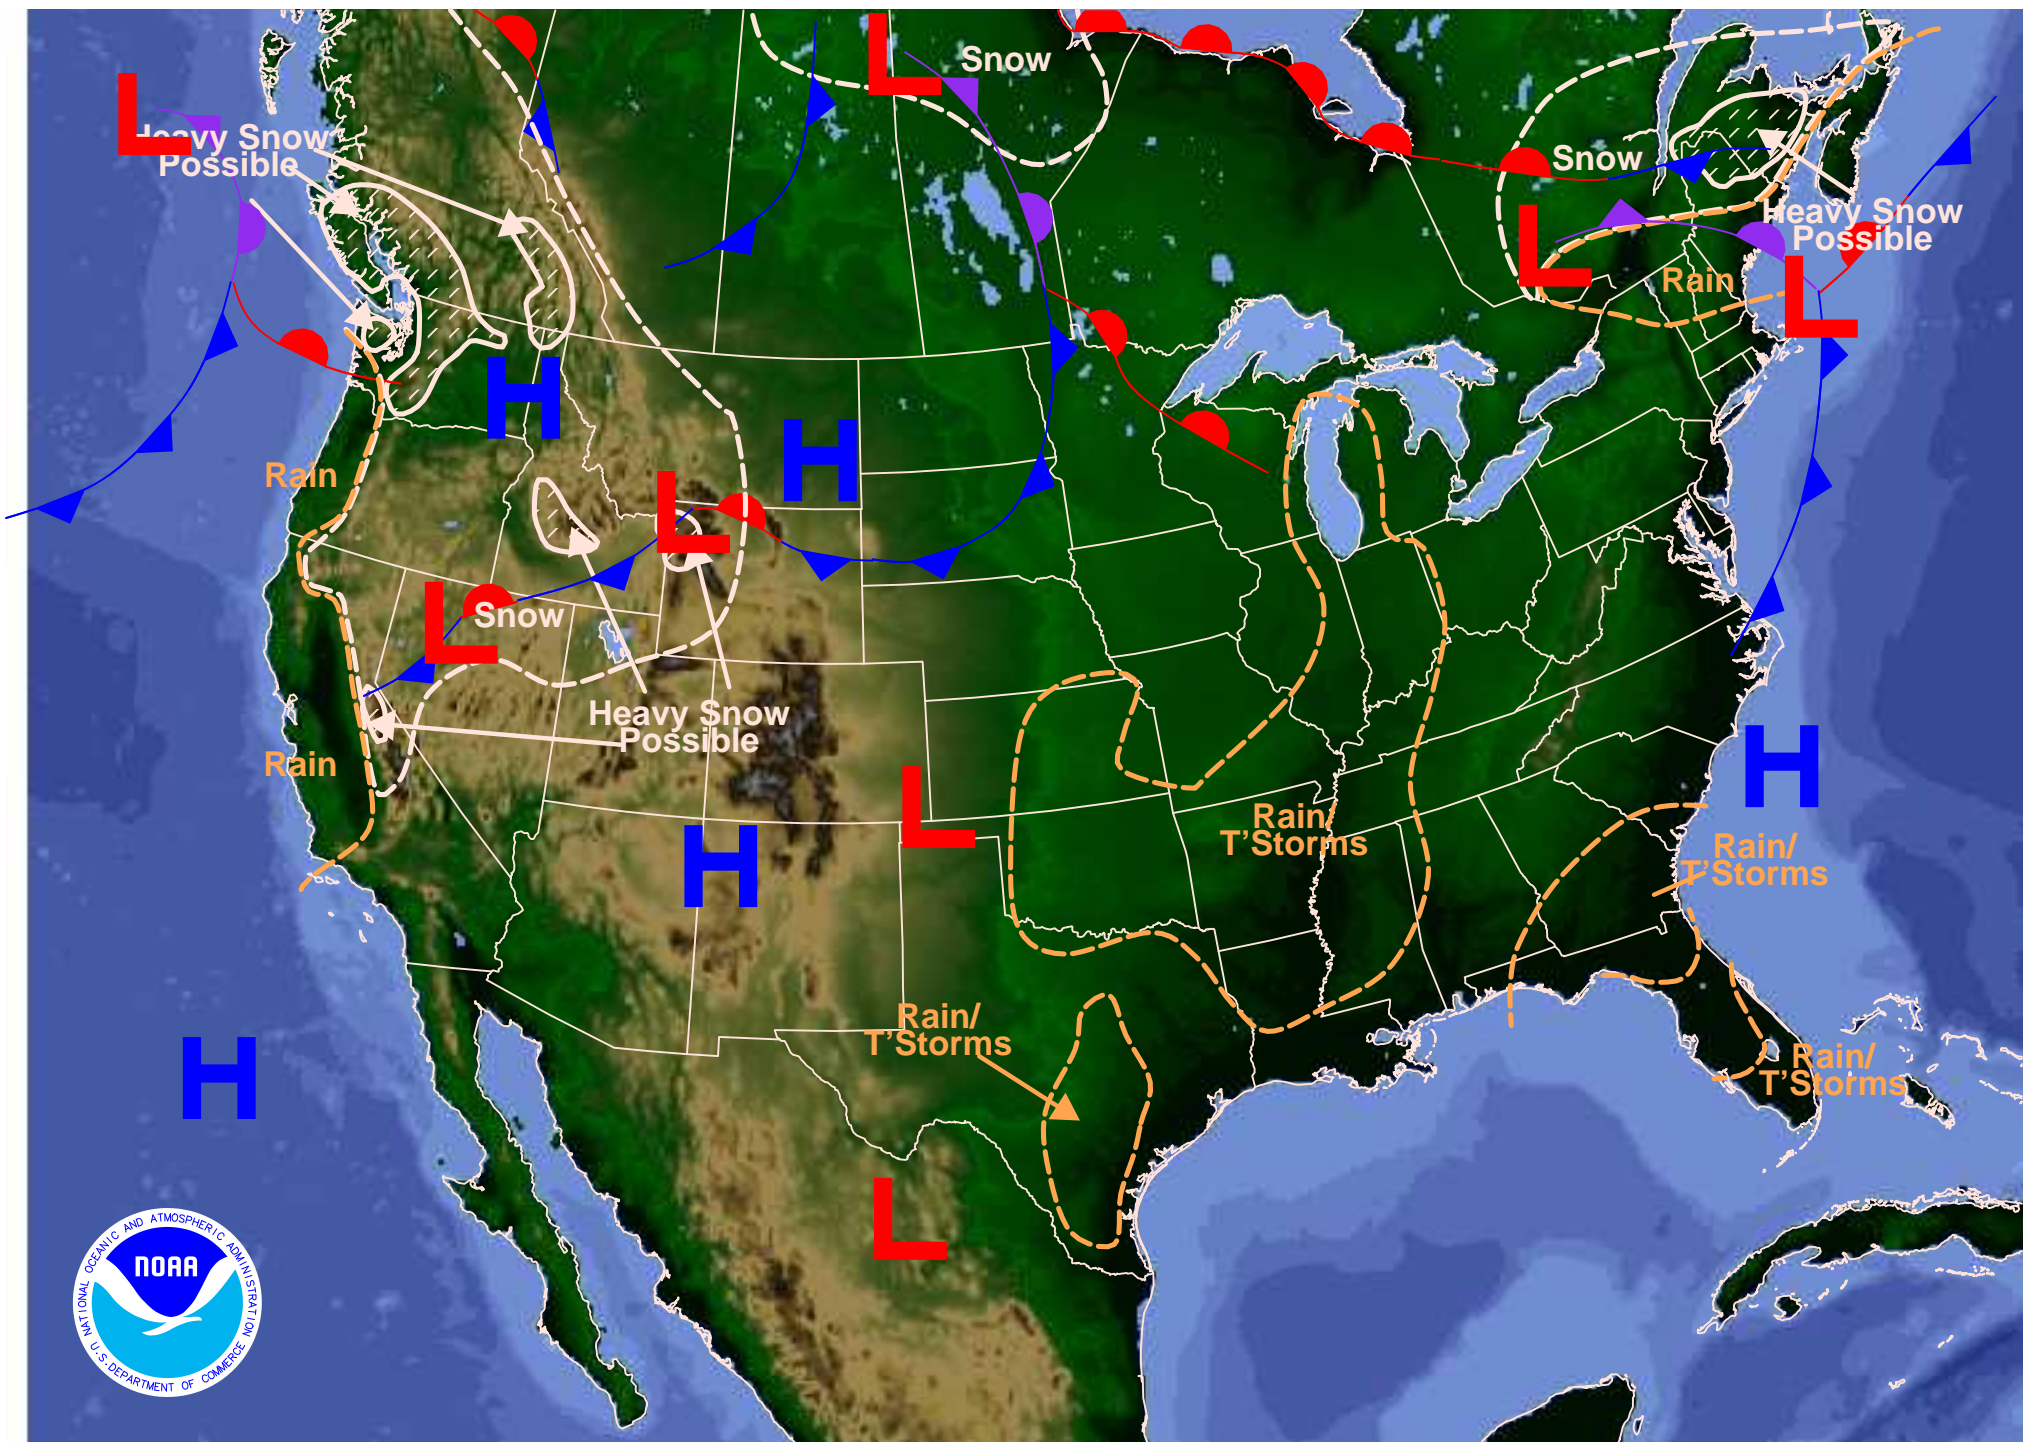 L
Snow
Heavy Snow
Possible
Snow
L
Heavy Snow
Possible
L
Rain
L
H
H
Rain
L
L
Snow
Heavy Snow
Possible
H
Rain
L
H
Rain/
T'Storms
Rain/
T'Storms
Rain/
T'Storms
H
Rain/
T'Storms
L
L
NATIONAL OCEANIC AND ATMOSPHERIC ADMINISTRATION
NOAA
U.S. DEPARTMENT OF COMMERCE